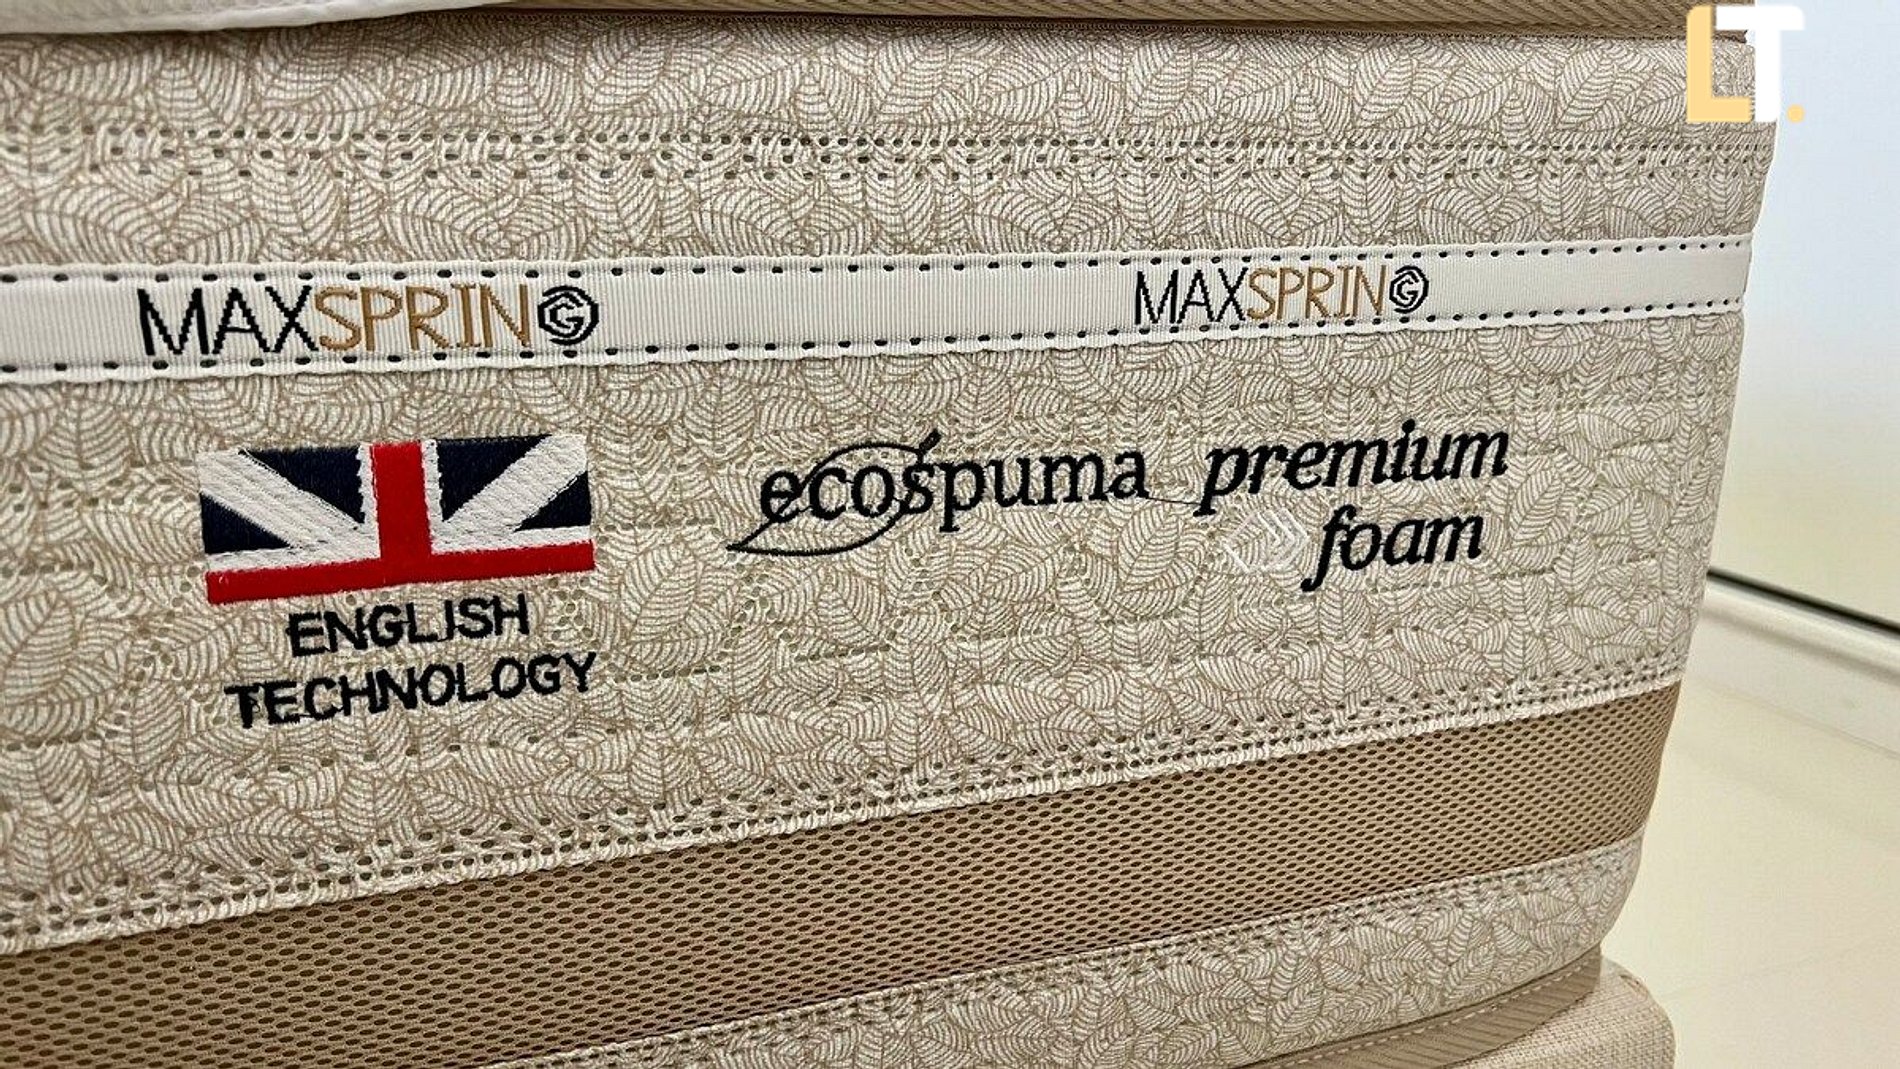 LT.
MAXSPRING MAXSPRING
ecospuma premium
foam
ENGLISH
TECHNOLOGY